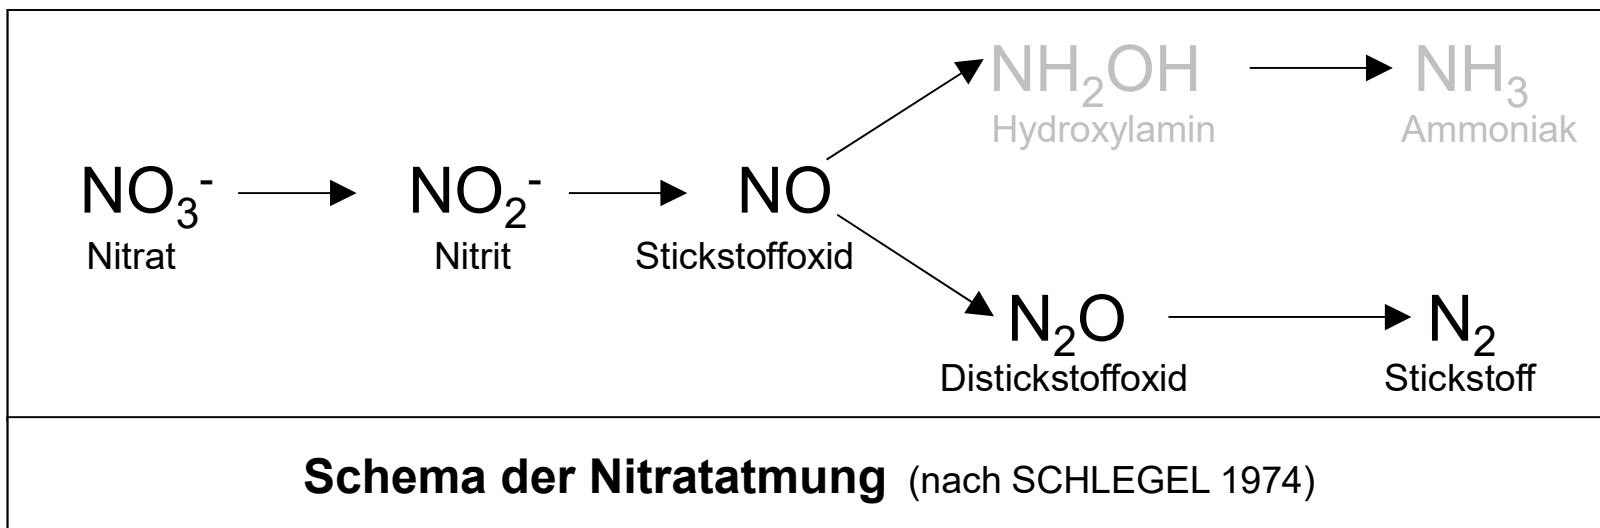 NH₂OH NH₃
Hydroxylamin Ammoniak
NO₃⁻ NO₂⁻ NO
Nitrat Nitrit Stickstoffoxid
N₂O N₂
Distickstoffoxid Stickstoff
Schema der Nitratatmung (nach SCHLEGEL 1974)